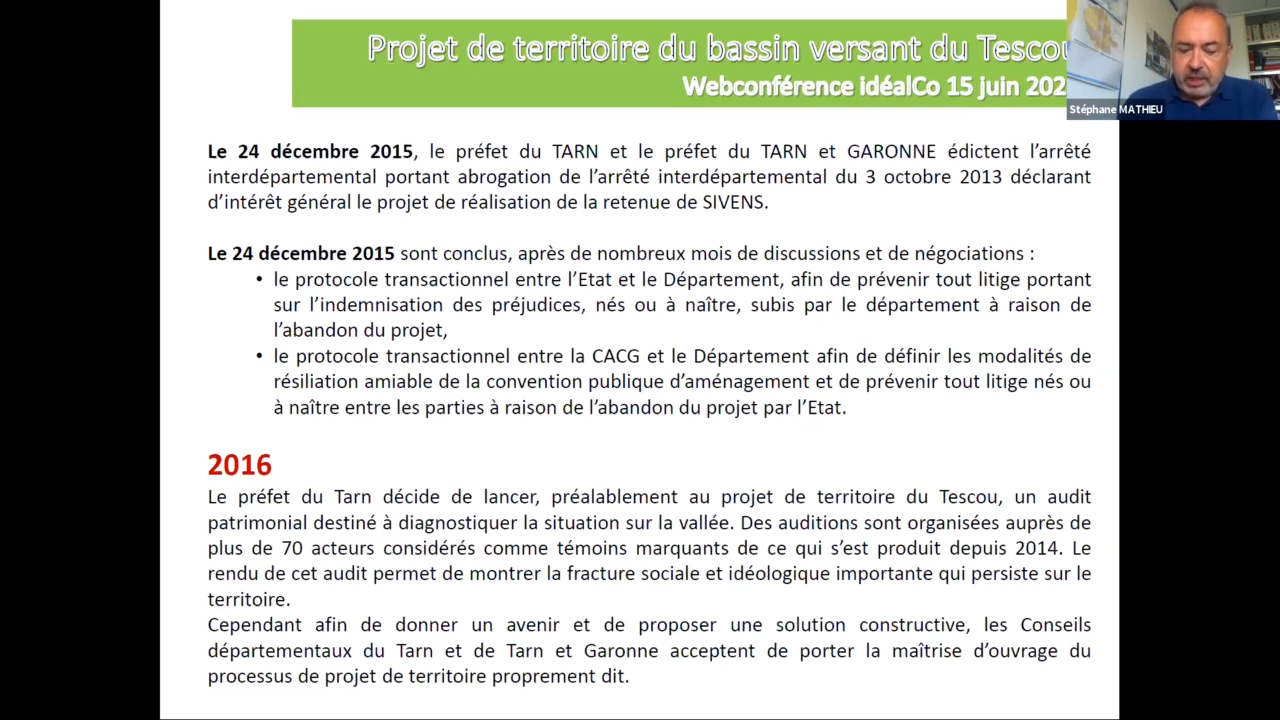 Projet de territoire du bassin versant du Tescou
Webconférence idéalCo 15 juin 202
Stéphane MATHIEU
Le 24 décembre 2015, le préfet du TARN et le préfet du TARN et GARONNE édictent l’arrêté
interdépartemental portant abrogation de l’arrêté interdépartemental du 3 octobre 2013 déclarant
d’intérêt général le projet de réalisation de la retenue de SIVENS.
Le 24 décembre 2015 sont conclus, après de nombreux mois de discussions et de négociations :
• le protocole transactionnel entre l’Etat et le Département, afin de prévenir tout litige portant
sur l’indemnisation des préjudices, nés ou à naître, subis par le département à raison de
l’abandon du projet,
• le protocole transactionnel entre la CACG et le Département afin de définir les modalités de
résiliation amiable de la convention publique d’aménagement et de prévenir tout litige nés ou
à naître entre les parties à raison de l’abandon du projet par l’Etat.
2016
Le préfet du Tarn décide de lancer, préalablement au projet de territoire du Tescou, un audit
patrimonial destiné à diagnostiquer la situation sur la vallée. Des auditions sont organisées auprès de
plus de 70 acteurs considérés comme témoins marquants de ce qui s’est produit depuis 2014. Le
rendu de cet audit permet de montrer la fracture sociale et idéologique importante qui persiste sur le
territoire.
Cependant afin de donner un avenir et de proposer une solution constructive, les Conseils
départementaux du Tarn et de Tarn et Garonne acceptent de porter la maîtrise d’ouvrage du
processus de projet de territoire proprement dit.